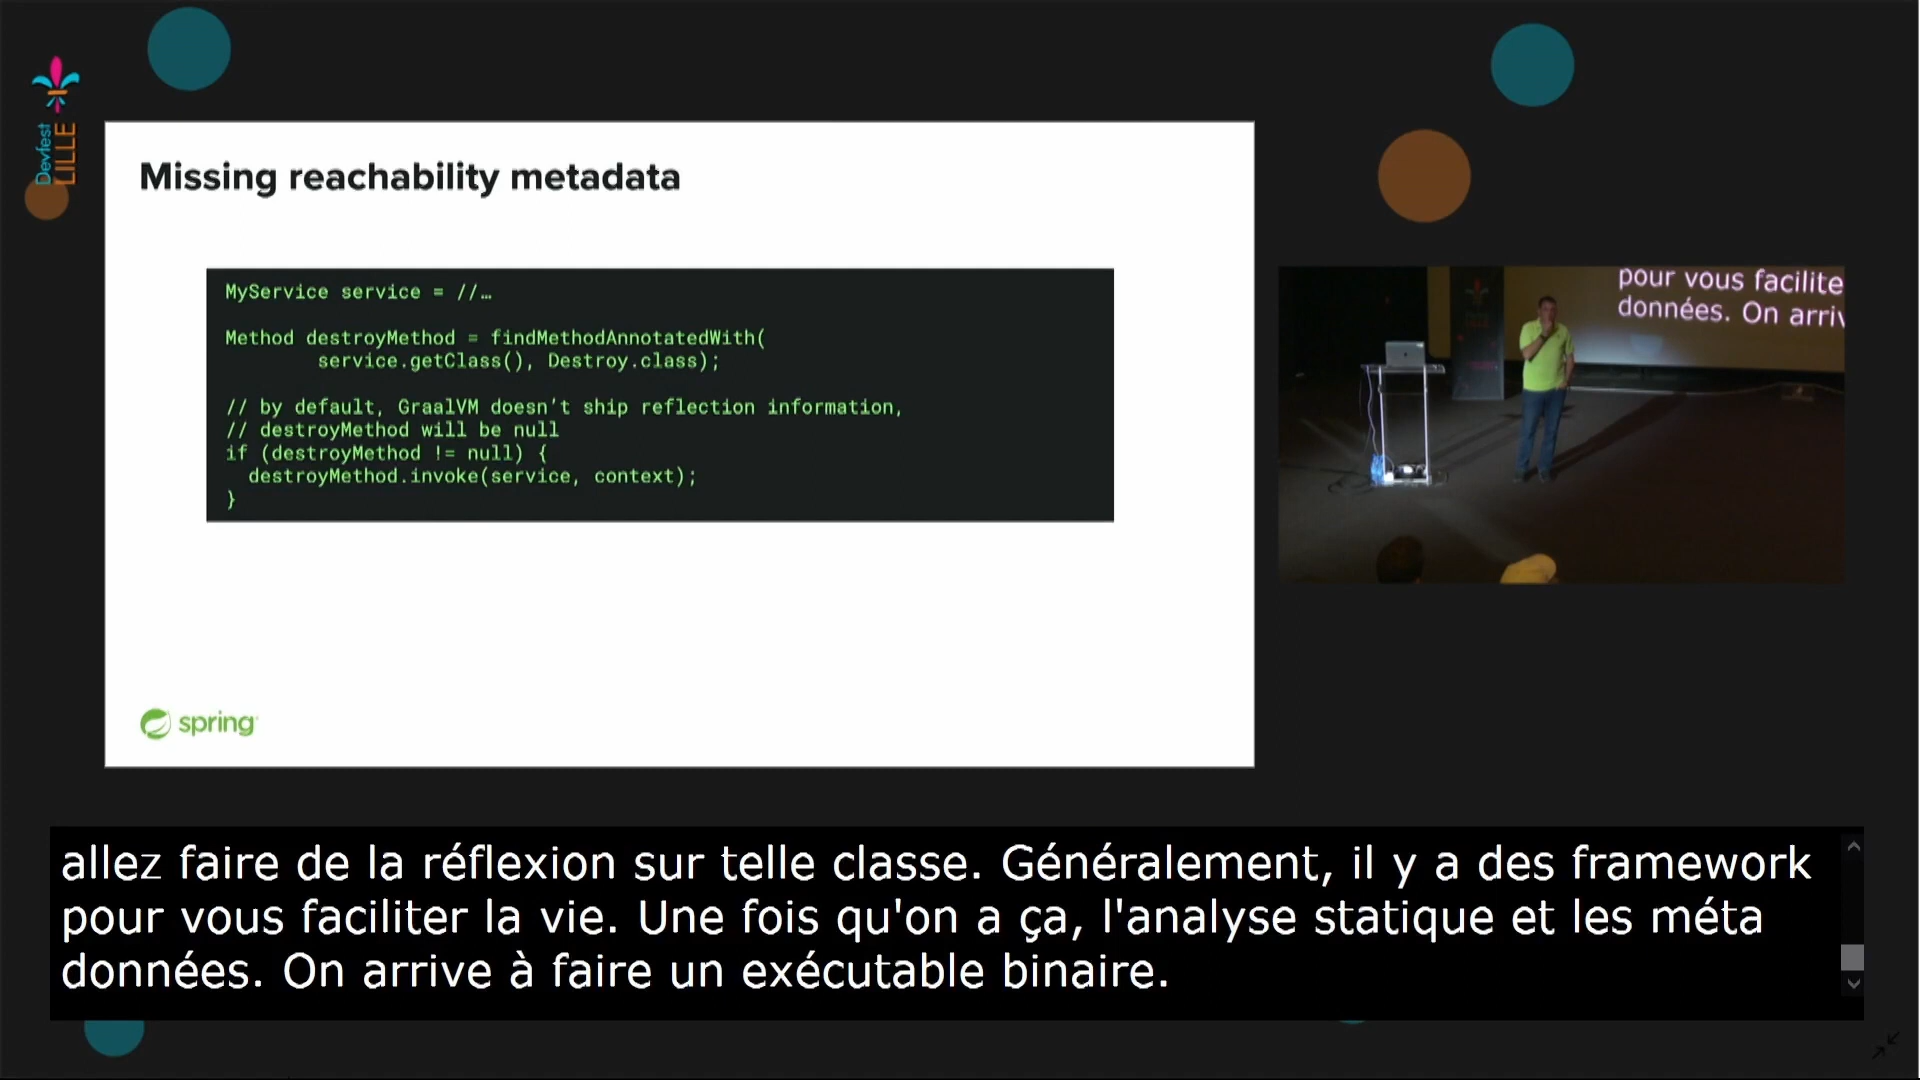 Devfest
LILLE
Missing reachability metadata
MyService service = //…
Method destroyMethod = findMethodAnnotatedWith(
service.getClass(), Destroy.class);
// by default, GraalVM doesn't ship reflection information,
// destroyMethod will be null
if (destroyMethod != null) {
destroyMethod.invoke(service, context);
}
spring
pour vous facilite
données. On arriv
allez faire de la réflexion sur telle classe. Généralement, il y a des framework
pour vous faciliter la vie. Une fois qu'on a ça, l'analyse statique et les méta
données. On arrive à faire un exécutable binaire.